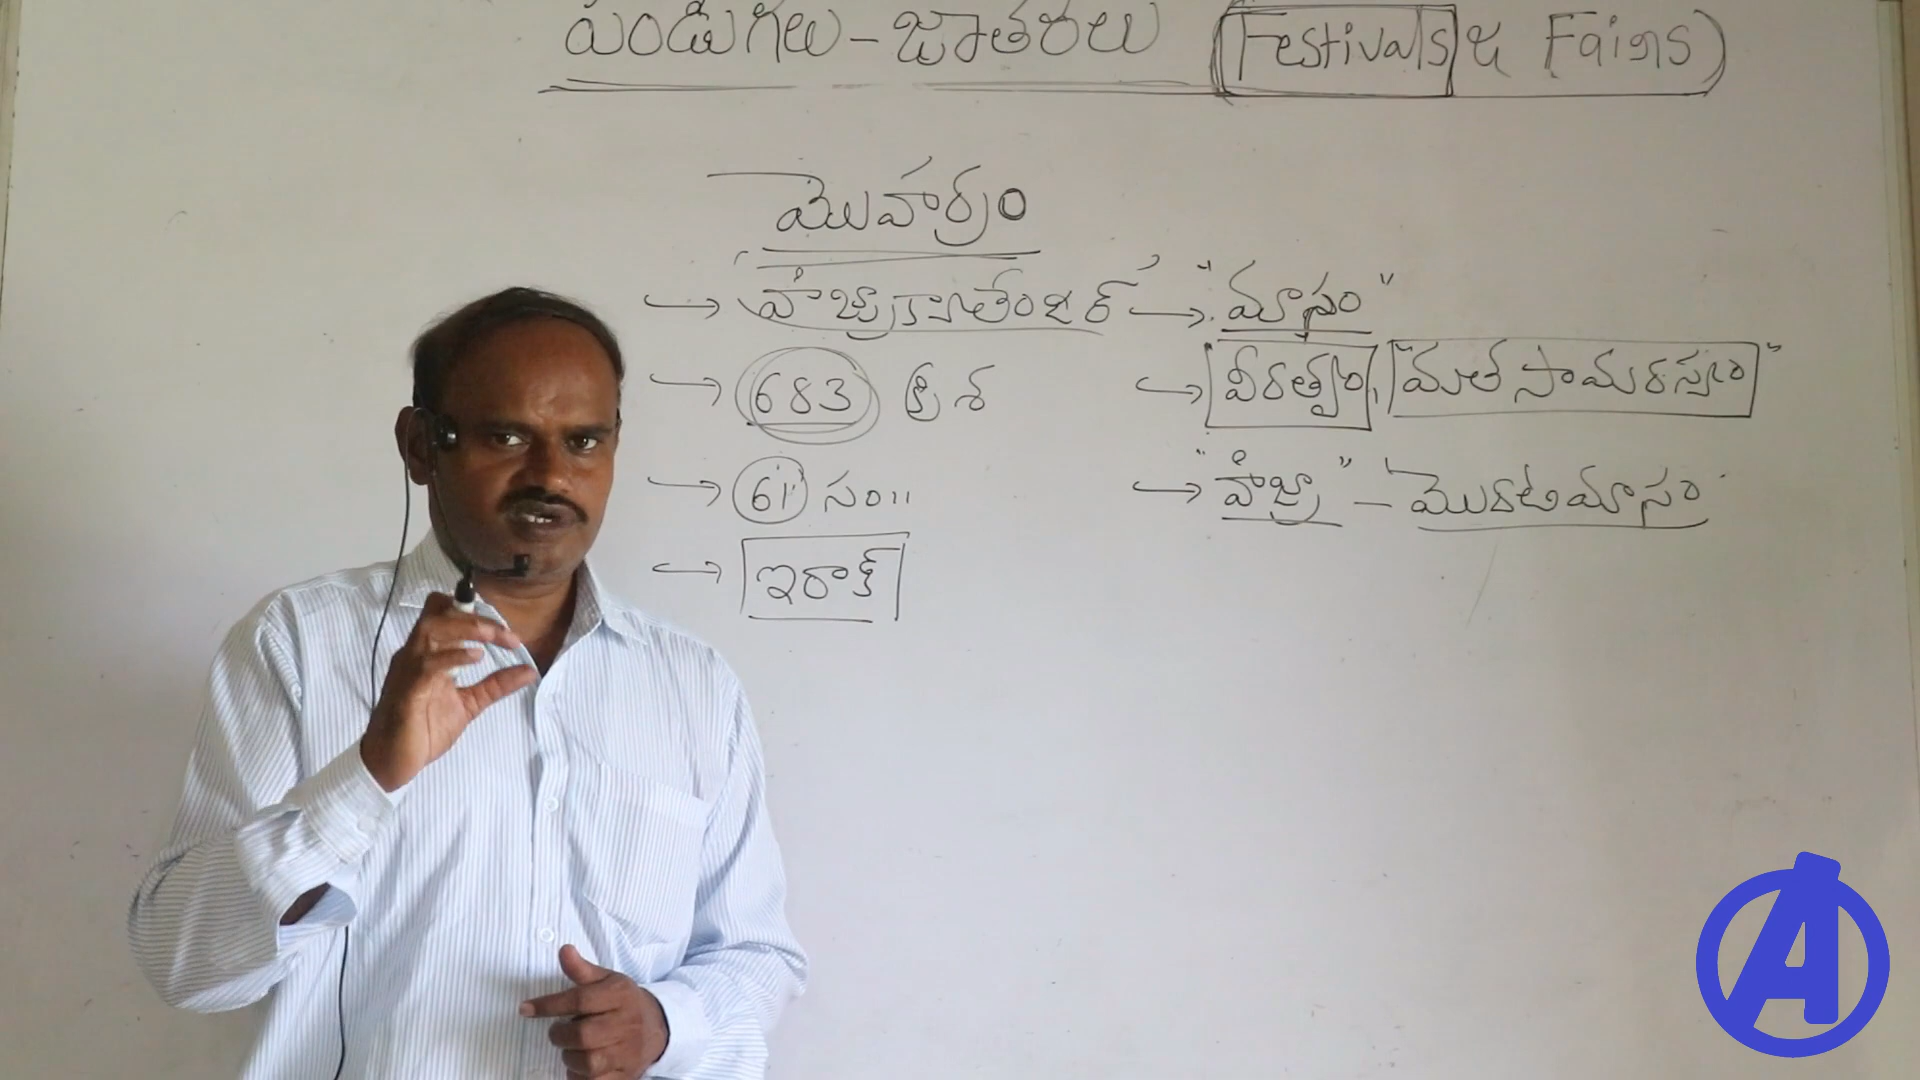 పండుగలు - జాతరలు (Festivals & Fairs)
మొహర్రం
→ హిజ్రా కాలెండర్ → "మాసం"
→ 683 క్రీ శ → వీరత్వం, "మత సామరస్యం"
→ 61 సం॥ → "హిజ్రా" - మొదటి మాసం
→ ఇరాక్
A